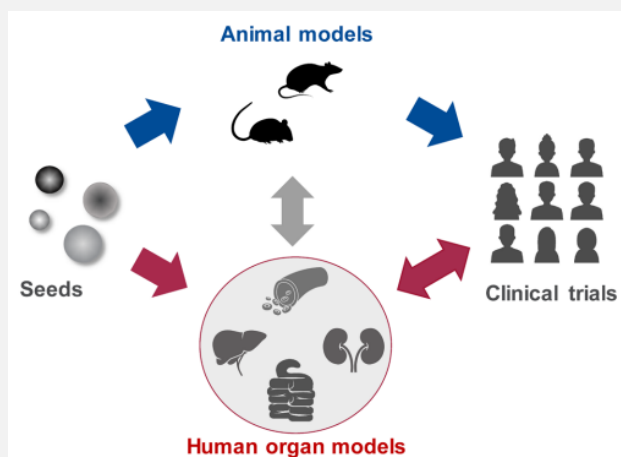 Animal models
Seeds
Clinical trials
Human organ models